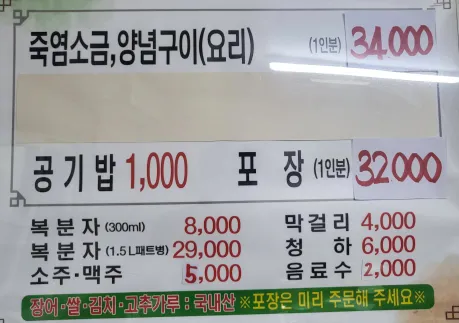 죽염소금,양념구이(요리) (1인분) 34,000
공기밥 1,000 포장 (1인분) 32,000
복분자 (300ml) 8,000 막걸리 4,000
복분자 (1.5L패트병) 29,000 청하 6,000
소주·맥주 5,000 음료수 2,000
장어·쌀·김치·고추가루 : 국내산 ※포장은 미리 주문해 주세요※